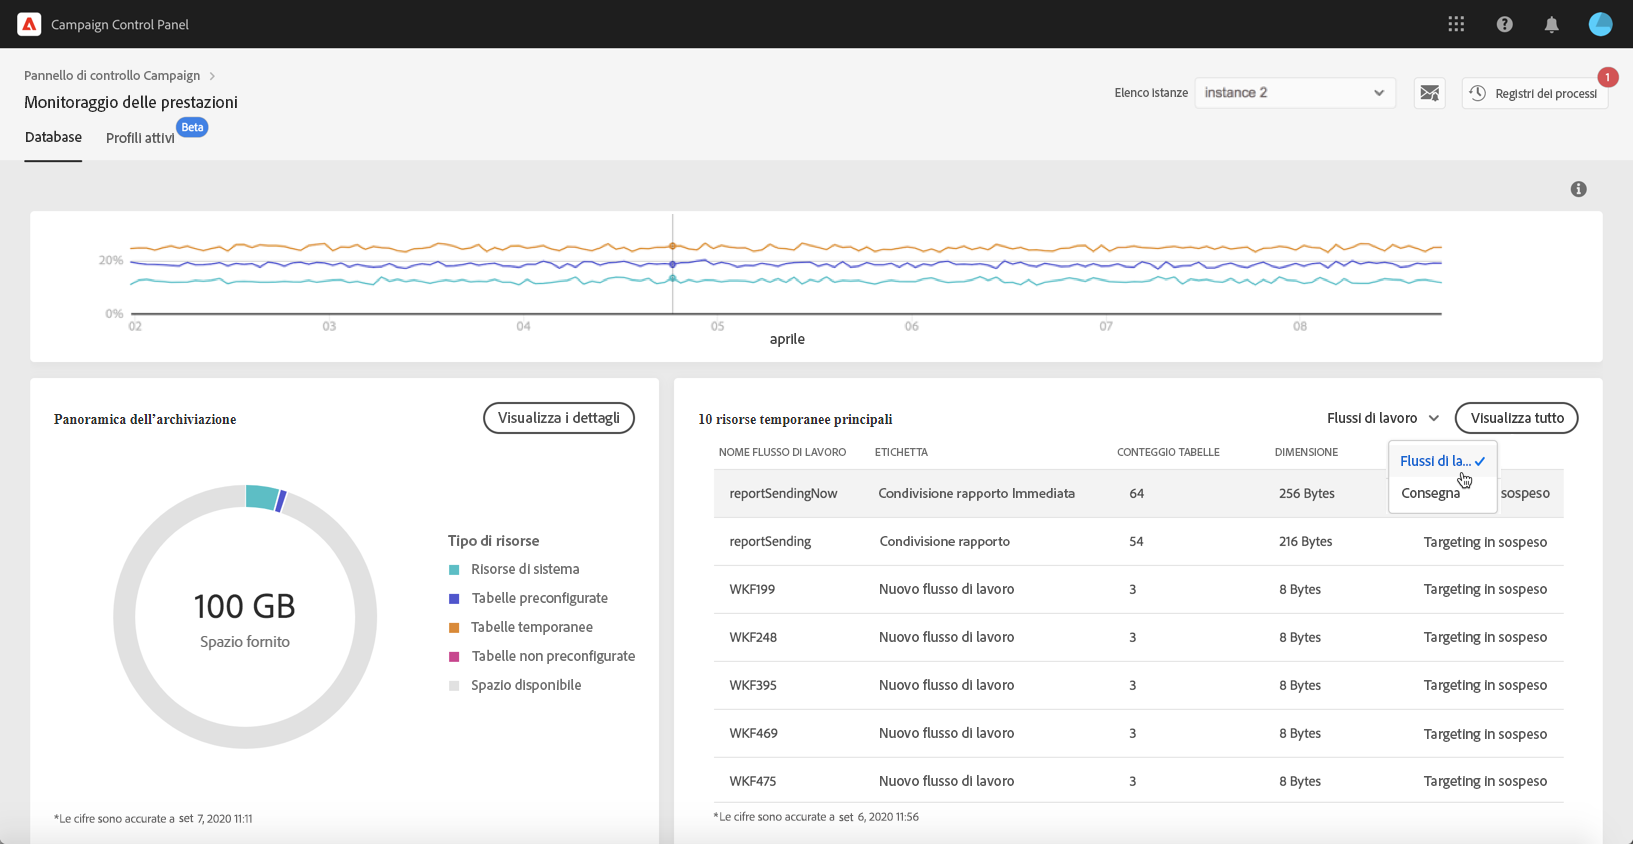 Campaign Control Panel
Pannello di controllo Campaign
Monitoraggio delle prestazioni
Elenco istanze
instance 2
Registri dei processi
1
Database
Profili attivi
Beta
20%
0%
02 03 04 05 06 07 08
aprile
Panoramica dell'archiviazione
Visualizza i dettagli
100 GB
Spazio fornito
Tipo di risorse
Risorse di sistema
Tabelle preconfigurate
Tabelle temporanee
Tabelle non preconfigurate
Spazio disponibile
*Le cifre sono accurate a set 7, 2020 11:11
10 risorse temporanee principali
Flussi di lavoro
Visualizza tutto
NOME FLUSSO DI LAVORO ETICHETTA CONTEGGIO TABELLE DIMENSIONE
Flussi di la...
Consegna
reportSendingNow Condivisione rapporto Immediata 64 256 Bytes sospeso
reportSending Condivisione rapporto 54 216 Bytes Targeting in sospeso
WKF199 Nuovo flusso di lavoro 3 8 Bytes Targeting in sospeso
WKF248 Nuovo flusso di lavoro 3 8 Bytes Targeting in sospeso
WKF395 Nuovo flusso di lavoro 3 8 Bytes Targeting in sospeso
WKF469 Nuovo flusso di lavoro 3 8 Bytes Targeting in sospeso
WKF475 Nuovo flusso di lavoro 3 8 Bytes Targeting in sospeso
*Le cifre sono accurate a set 6, 2020 11:56